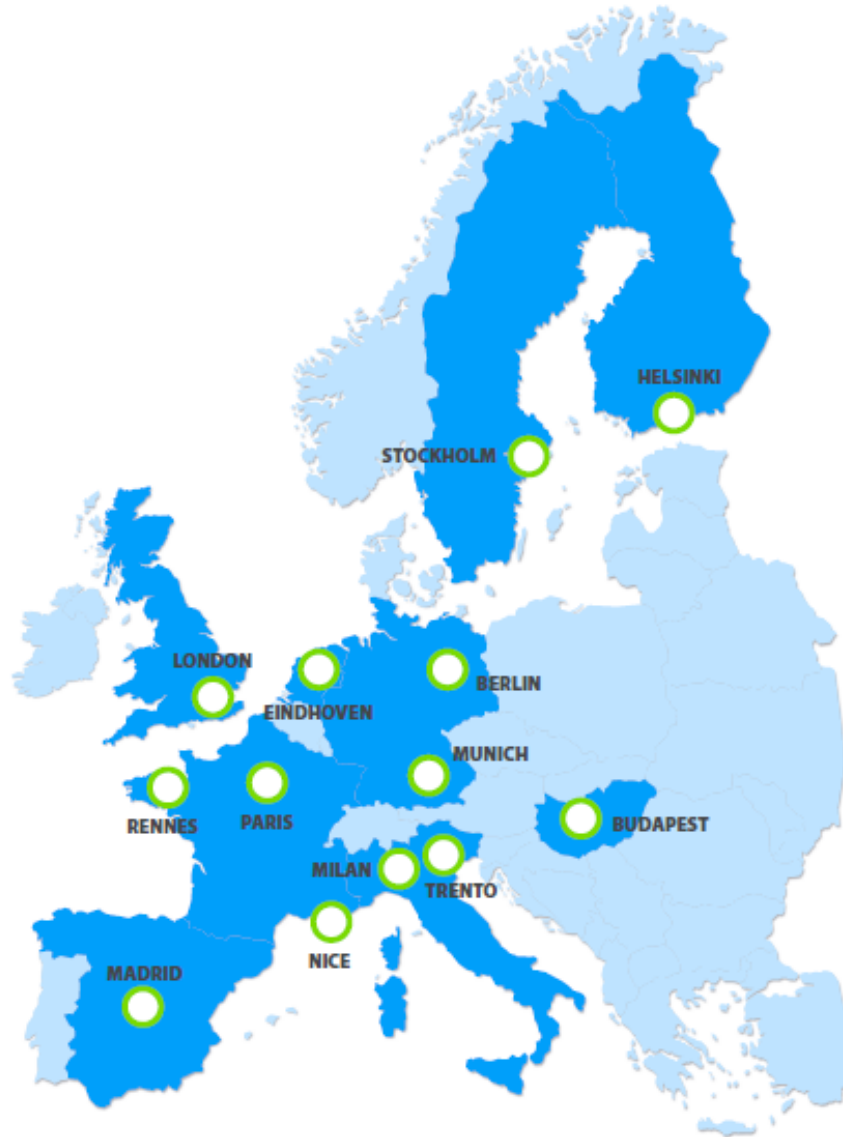 HELSINKI
STOCKHOLM
LONDON
EINDHOVEN
BERLIN
MUNICH
RENNES
PARIS
BUDAPEST
MILAN
TRENTO
NICE
MADRID